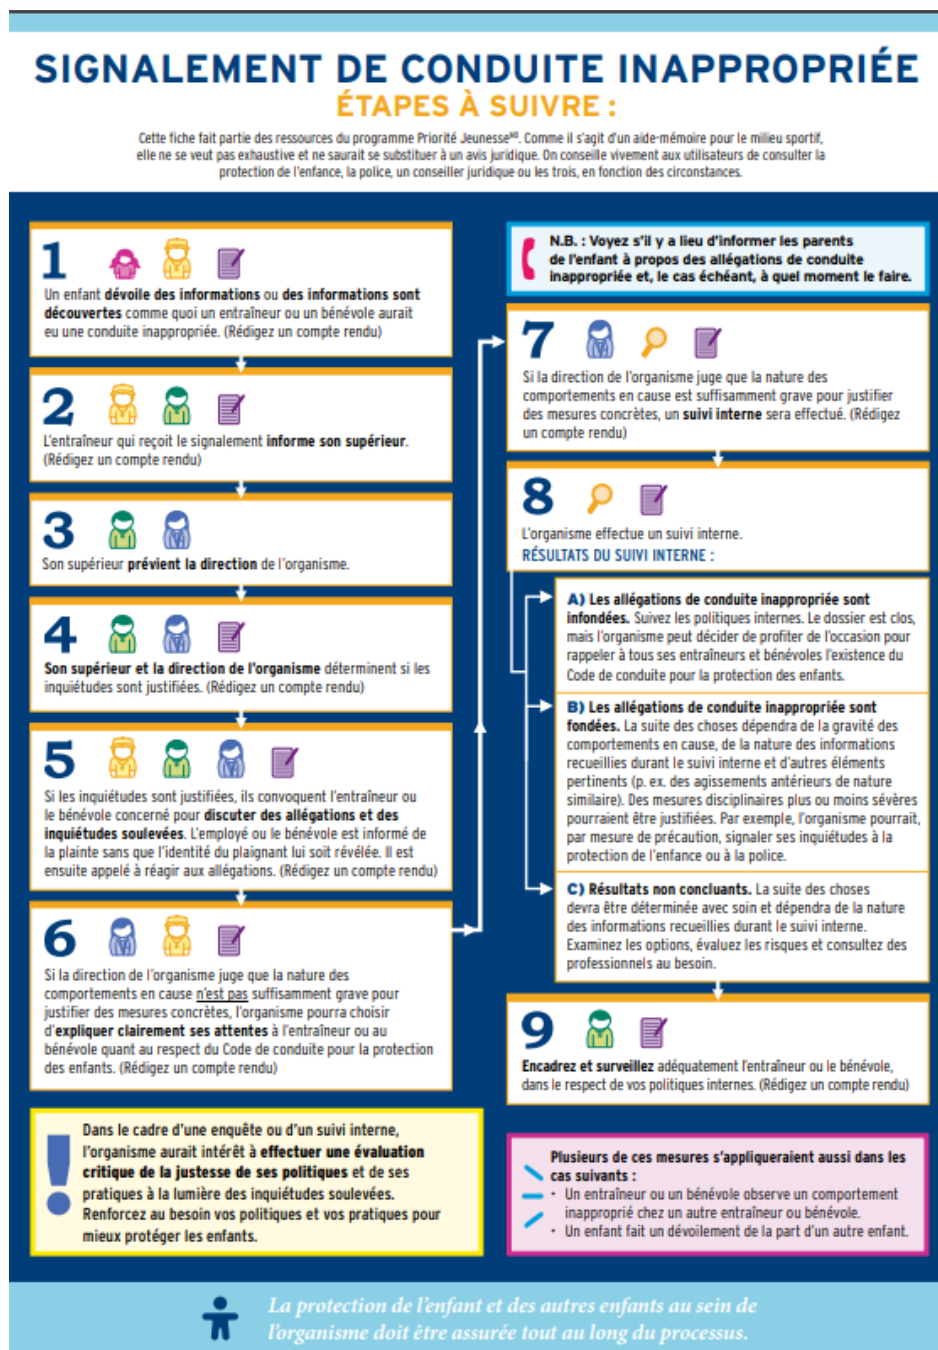 SIGNALEMENT DE CONDUITE INAPPROPRIÉE
ÉTAPES À SUIVRE :
Cette fiche fait partie des ressources du programme Priorité Jeunesse^MD. Comme il s'agit d'un aide-mémoire pour le milieu sportif,
elle ne se veut pas exhaustive et ne saurait se substituer à un avis juridique. On conseille vivement aux utilisateurs de consulter la
protection de l'enfance, la police, un conseiller juridique ou les trois, en fonction des circonstances.
1
Un enfant dévoile des informations ou des informations sont
découvertes comme quoi un entraîneur ou un bénévole aurait
eu une conduite inappropriée. (Rédigez un compte rendu)
2
L'entraîneur qui reçoit le signalement informe son supérieur.
(Rédigez un compte rendu)
3
Son supérieur prévient la direction de l'organisme.
4
Son supérieur et la direction de l'organisme déterminent si les
inquiétudes sont justifiées. (Rédigez un compte rendu)
5
Si les inquiétudes sont justifiées, ils convoquent l'entraîneur ou
le bénévole concerné pour discuter des allégations et des
inquiétudes soulevées. L'employé ou le bénévole est informé de
la plainte sans que l'identité du plaignant lui soit révélée. Il est
ensuite appelé à réagir aux allégations. (Rédigez un compte rendu)
6
Si la direction de l'organisme juge que la nature des
comportements en cause n'est pas suffisamment grave pour
justifier des mesures concrètes, l'organisme pourra choisir
d'expliquer clairement ses attentes à l'entraîneur ou au
bénévole quant au respect du Code de conduite pour la protection
des enfants. (Rédigez un compte rendu)
Dans le cadre d'une enquête ou d'un suivi interne,
l'organisme aurait intérêt à effectuer une évaluation
critique de la justesse de ses politiques et de ses
pratiques à la lumière des inquiétudes soulevées.
Renforcez au besoin vos politiques et vos pratiques pour
mieux protéger les enfants.
N.B. : Voyez s'il y a lieu d'informer les parents
de l'enfant à propos des allégations de conduite
inappropriée et, le cas échéant, à quel moment le faire.
7
Si la direction de l'organisme juge que la nature des
comportements en cause est suffisamment grave pour justifier
des mesures concrètes, un suivi interne sera effectué. (Rédigez
un compte rendu)
8
L'organisme effectue un suivi interne.
RÉSULTATS DU SUIVI INTERNE :
A) Les allégations de conduite inappropriée sont
infondées. Suivez les politiques internes. Le dossier est clos,
mais l'organisme peut décider de profiter de l'occasion pour
rappeler à tous ses entraîneurs et bénévoles l'existence du
Code de conduite pour la protection des enfants.
B) Les allégations de conduite inappropriée sont
fondées. La suite des choses dépendra de la gravité des
comportements en cause, de la nature des informations
recueillies durant le suivi interne et d'autres éléments
pertinents (p. ex. des agissements antérieurs de nature
similaire). Des mesures disciplinaires plus ou moins sévères
pourraient être justifiées. Par exemple, l'organisme pourrait,
par mesure de précaution, signaler ses inquiétudes à la
protection de l'enfance ou à la police.
C) Résultats non concluants. La suite des choses
devra être déterminée avec soin et dépendra de la nature
des informations recueillies durant le suivi interne.
Examinez les options, évaluez les risques et consultez des
professionnels au besoin.
9
Encadrez et surveillez adéquatement l'entraîneur ou le bénévole,
dans le respect de vos politiques internes. (Rédigez un compte rendu)
Plusieurs de ces mesures s'appliqueraient aussi dans les
cas suivants :
• Un entraîneur ou un bénévole observe un comportement
inapproprié chez un autre entraîneur ou bénévole.
• Un enfant fait un dévoilement de la part d'un autre enfant.
La protection de l'enfant et des autres enfants au sein de
l'organisme doit être assurée tout au long du processus.